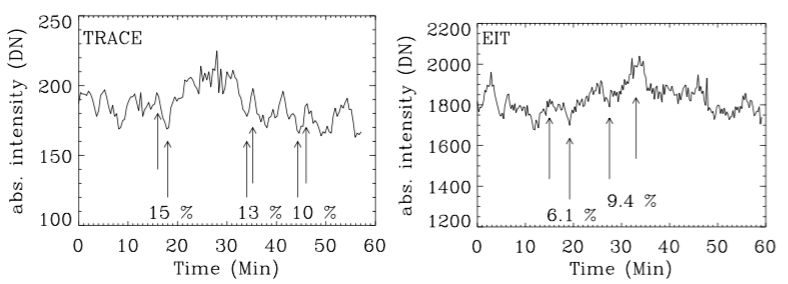 250
TRACE
200
150
100
15 %
13 %
10 %
0 10 20 30 40 50 60
Time (Min)
abs. intensity (DN)
2200
EIT
2000
1800
1600
1400
1200
6.1 %
9.4 %
0 10 20 30 40 50 60
Time (Min)
abs. intensity (DN)